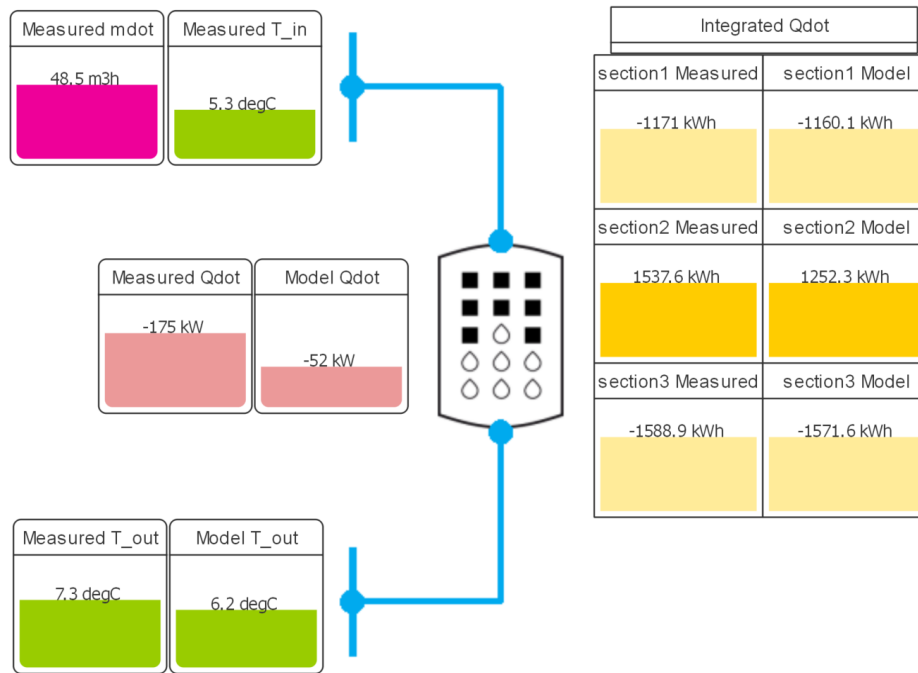 Measured mdot
Measured T_in
48.5 m3h
5.3 degC
Measured Qdot
Model Qdot
-175 kW
-52 kW
Measured T_out
Model T_out
7.3 degC
6.2 degC
Integrated Qdot
section1 Measured
section1 Model
-1171 kWh
-1160.1 kWh
section2 Measured
section2 Model
1537.6 kWh
1252.3 kWh
section3 Measured
section3 Model
-1588.9 kWh
-1571.6 kWh